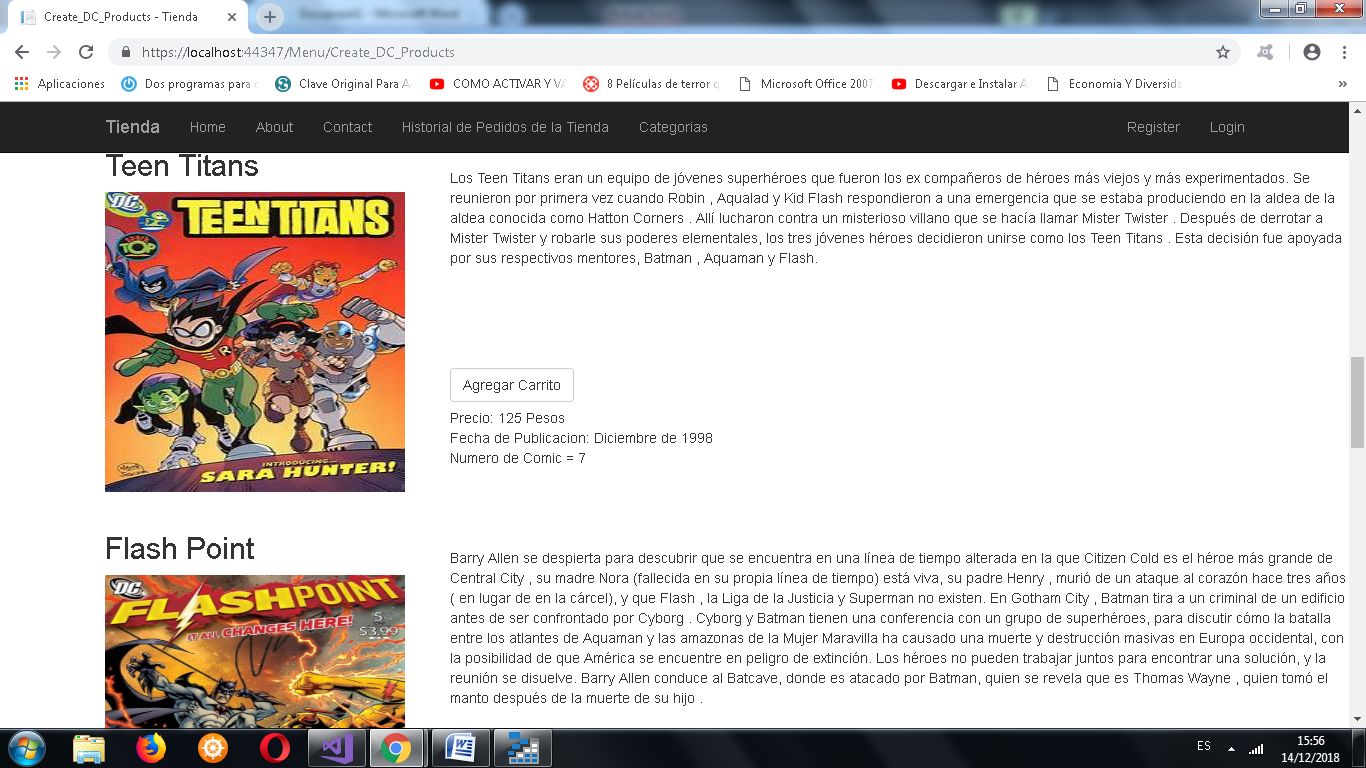 Create_DC_Products - Tienda
https://localhost:44347/Menu/Create_DC_Products
Aplicaciones Dos programas para Clave Original Para COMO ACTIVAR Y 8 Películas de terror Microsoft Office 2007 Descargar e Instalar Economia Y Diversida »
Tienda Home About Contact Historial de Pedidos de la Tienda Categorias Register Login
Teen Titans
DC
TEEN TITANS
TOP
INTRODUCING...
SARA HUNTER!
Los Teen Titans eran un equipo de jóvenes superhéroes que fueron los ex compañeros de héroes más viejos y más experimentados. Se
reunieron por primera vez cuando Robin , Aqualad y Kid Flash respondieron a una emergencia que se estaba produciendo en la aldea de la
aldea conocida como Hatton Corners . Allí lucharon contra un misterioso villano que se hacía llamar Mister Twister . Después de derrotar a
Mister Twister y robarle sus poderes elementales, los tres jóvenes héroes decidieron unirse como los Teen Titans . Esta decisión fue apoyada
por sus respectivos mentores, Batman , Aquaman y Flash.
Agregar Carrito
Precio: 125 Pesos
Fecha de Publicacion: Diciembre de 1998
Numero de Comic = 7
Flash Point
DC
FLASHPOINT
5
$3.99
IT ALL CHANGES HERE!
Barry Allen se despierta para descubrir que se encuentra en una línea de tiempo alterada en la que Citizen Cold es el héroe más grande de
Central City , su madre Nora (fallecida en su propia línea de tiempo) está viva, su padre Henry , murió de un ataque al corazón hace tres años
( en lugar de en la cárcel), y que Flash , la Liga de la Justicia y Superman no existen. En Gotham City , Batman tira a un criminal de un edificio
antes de ser confrontado por Cyborg . Cyborg y Batman tienen una conferencia con un grupo de superhéroes, para discutir cómo la batalla
entre los atlantes de Aquaman y las amazonas de la Mujer Maravilla ha causado una muerte y destrucción masivas en Europa occidental, con
la posibilidad de que América se encuentre en peligro de extinción. Los héroes no pueden trabajar juntos para encontrar una solución, y la
reunión se disuelve. Barry Allen conduce al Batcave, donde es atacado por Batman, quien se revela que es Thomas Wayne , quien tomó el
manto después de la muerte de su hijo .
ES
15:56
14/12/2018